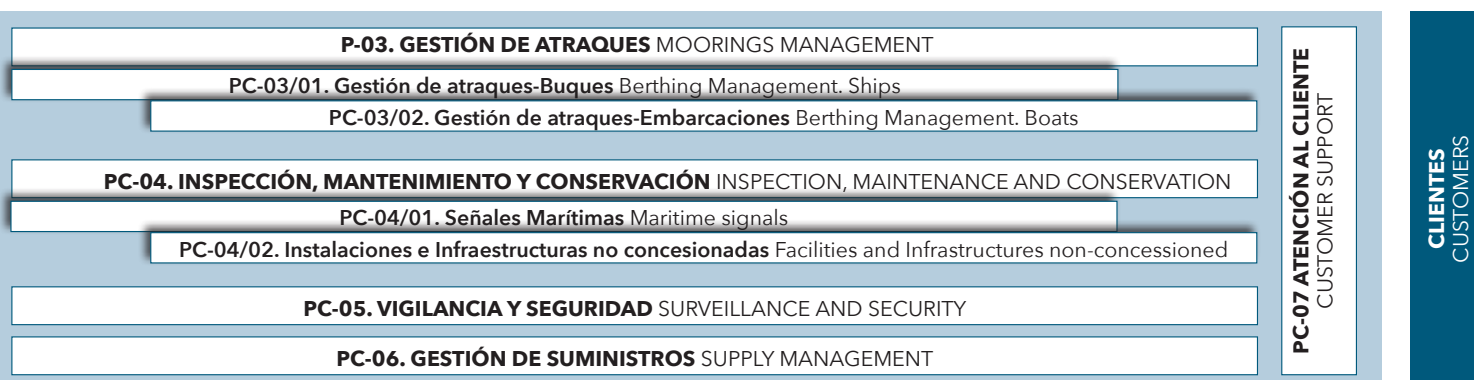 P-03. GESTIÓN DE ATRAQUES MOORINGS MANAGEMENT
PC-03/01. Gestión de atraques-Buques Berthing Management. Ships
PC-03/02. Gestión de atraques-Embarcaciones Berthing Management. Boats
PC-04. INSPECCIÓN, MANTENIMIENTO Y CONSERVACIÓN INSPECTION, MAINTENANCE AND CONSERVATION
PC-04/01. Señales Marítimas Maritime signals
PC-04/02. Instalaciones e Infraestructuras no concesionadas Facilities and Infrastructures non-concessioned
PC-05. VIGILANCIA Y SEGURIDAD SURVEILLANCE AND SECURITY
PC-06. GESTIÓN DE SUMINISTROS SUPPLY MANAGEMENT
PC-07 ATENCIÓN AL CLIENTE
CUSTOMER SUPPORT
CLIENTES
CUSTOMERS